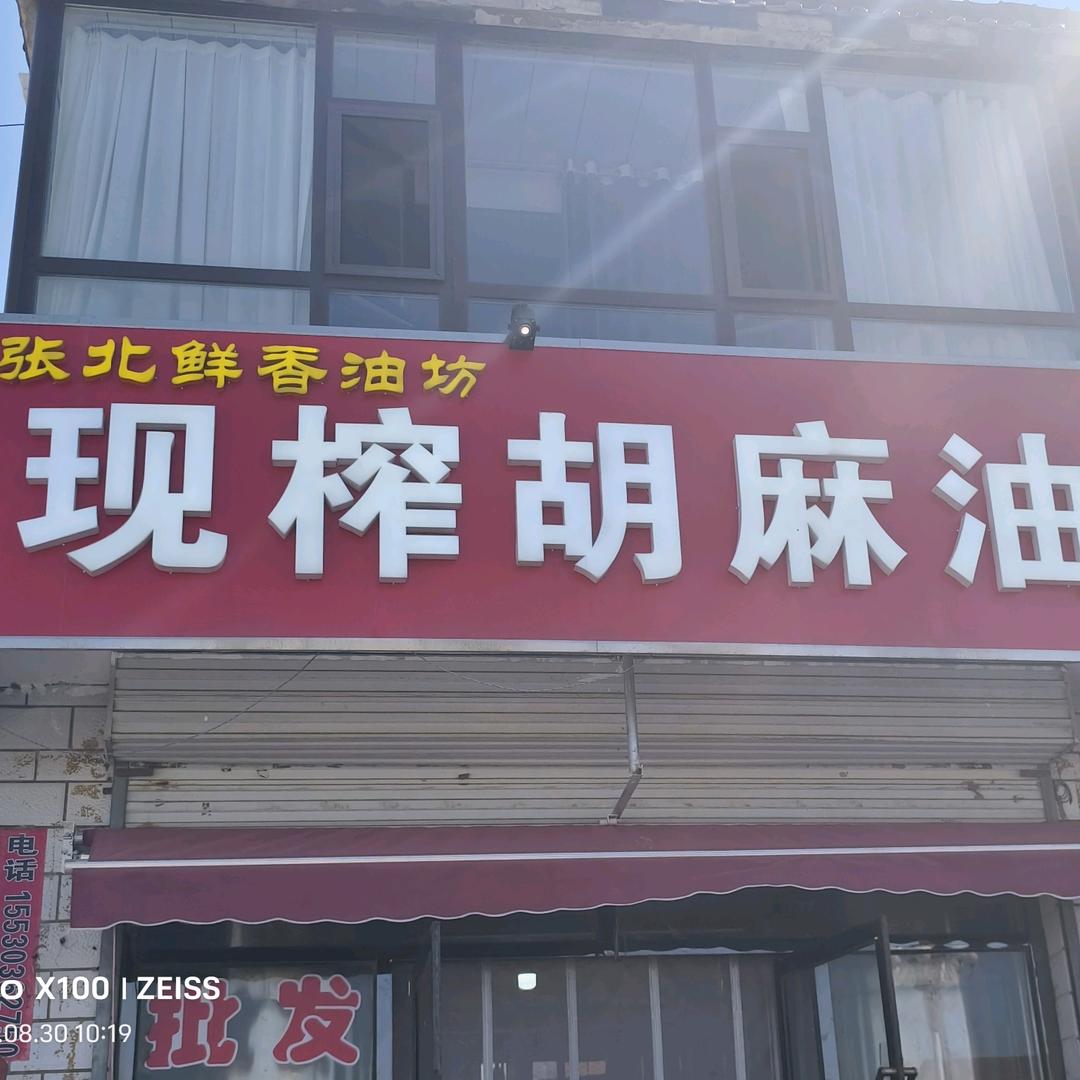 张北鲜香油坊
现榨胡麻油
电话 1553032730
批发
X100 | ZEISS
.08.30 10:19